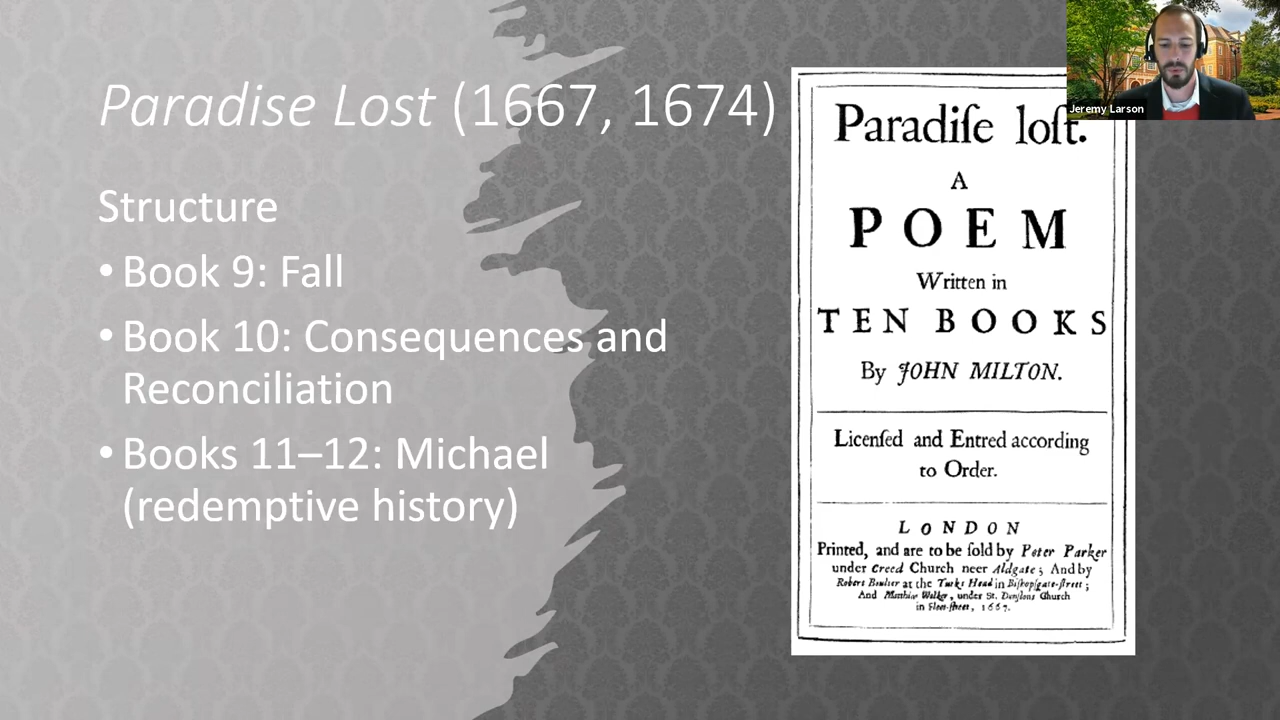 Paradise Lost (1667, 1674)
Structure
• Book 9: Fall
• Book 10: Consequences and
Reconciliation
• Books 11–12: Michael
(redemptive history)
Paradiſe loſt.
A
POEM
Written in
TEN BOOKS
By JOHN MILTON.
Licenſed and Entred according
to Order.
LONDON
Printed, and are to be ſold by Peter Parker
under Creed Church neer Aldgate; And by
Robert Boulter at the Turks Head in Biſhopſgate-ſtreet;
And Matthias Walker, under St. Dunſtons Church
in Fleet-ſtreet, 1667.
Jeremy Larson